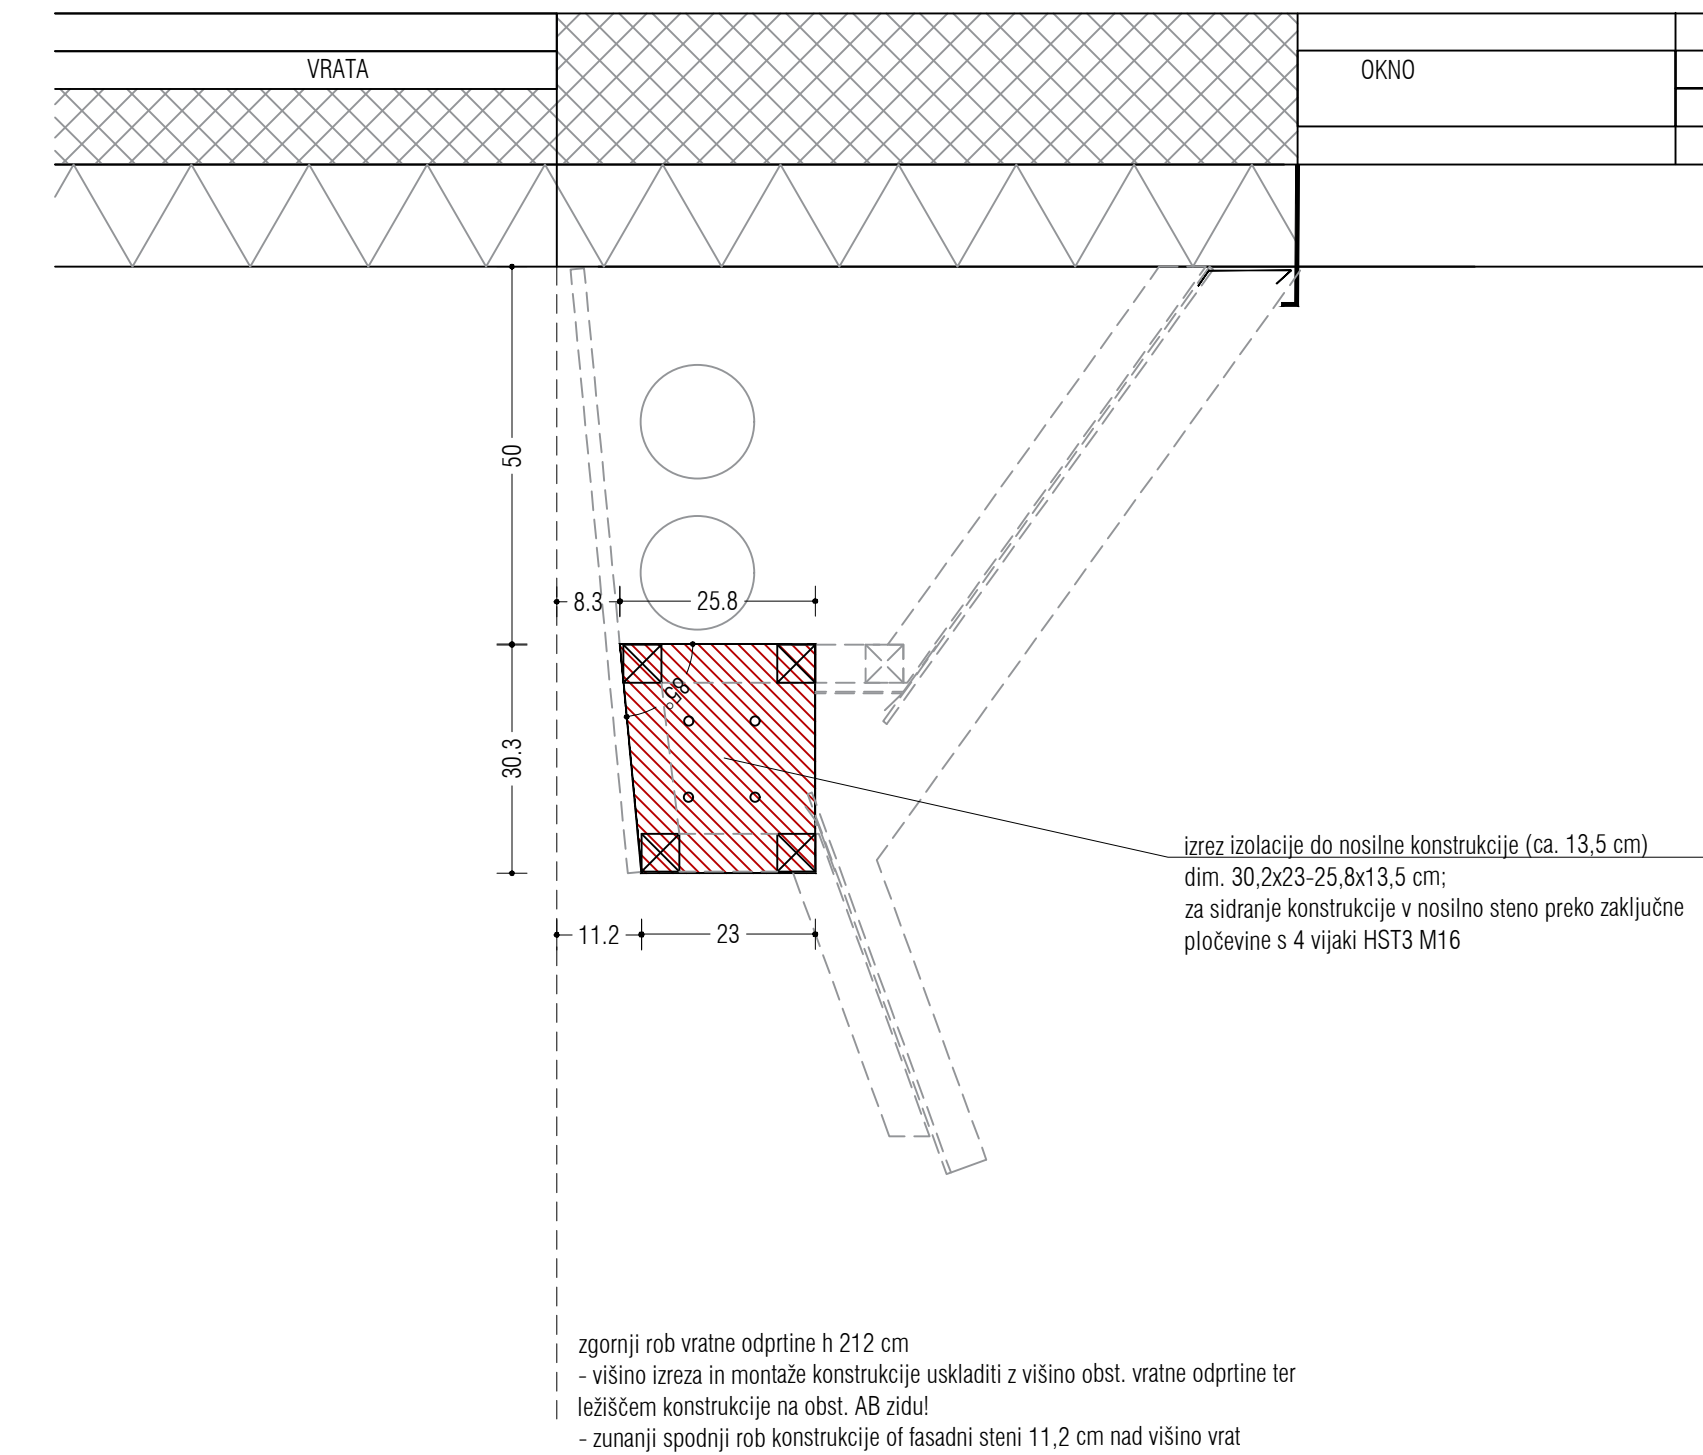 VRATA
OKNO
50
8.3
25.8
85°
30.3
11.2
23
izrez izolacije do nosilne konstrukcije (ca. 13,5 cm)
dim. 30,2x23-25,8x13,5 cm;
za sidranje konstrukcije v nosilno steno preko zaključne
pločevine s 4 vijaki HST3 M16
zgornji rob vratne odprtine h 212 cm
- višino izreza in montaže konstrukcije uskladiti z višino obst. vratne odprtine ter
ležiščem konstrukcije na obst. AB zidu!
- zunanji spodnji rob konstrukcije of fasadni steni 11,2 cm nad višino vrat